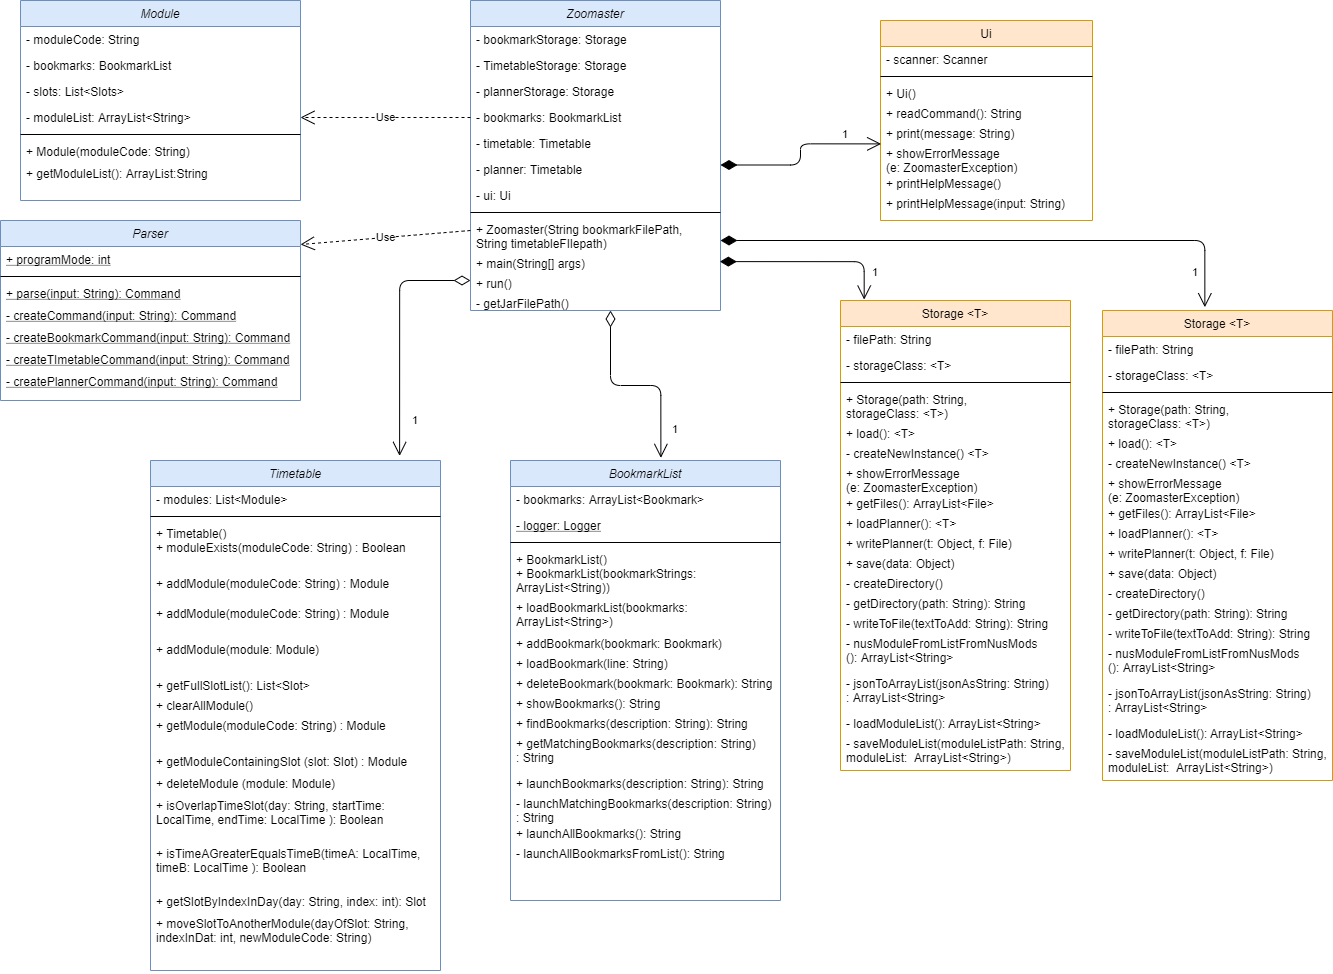 Module
- moduleCode: String
- bookmarks: BookmarkList
- slots: List<Slots>
- moduleList: ArrayList<String>
+ Module(moduleCode: String)
+ getModuleList(): ArrayList:String
Zoomaster
- bookmarkStorage: Storage
- TimetableStorage: Storage
- plannerStorage: Storage
- bookmarks: BookmarkList
- timetable: Timetable
- planner: Timetable
- ui: Ui
+ Zoomaster(String bookmarkFilePath,
String timetableFIlepath)
+ main(String[] args)
+ run()
- getJarFilePath()
Ui
- scanner: Scanner
+ Ui()
+ readCommand(): String
+ print(message: String)
+ showErrorMessage
(e: ZoomasterException)
+ printHelpMessage()
+ printHelpMessage(input: String)
Use
Use
1
1
1
1
1
Parser
+ programMode: int
+ parse(input: String): Command
- createCommand(input: String): Command
- createBookmarkCommand(input: String): Command
- createTImetableCommand(input: String): Command
- createPlannerCommand(input: String): Command
Timetable
- modules: List<Module>
+ Timetable()
+ moduleExists(moduleCode: String) : Boolean
+ addModule(moduleCode: String) : Module
+ addModule(moduleCode: String) : Module
+ addModule(module: Module)
+ getFullSlotList(): List<Slot>
+ clearAllModule()
+ getModule(moduleCode: String) : Module
+ getModuleContainingSlot (slot: Slot) : Module
+ deleteModule (module: Module)
+ isOverlapTimeSlot(day: String, startTime:
LocalTime, endTime: LocalTime ): Boolean
+ isTimeAGreaterEqualsTimeB(timeA: LocalTime,
timeB: LocalTime ): Boolean
+ getSlotByIndexInDay(day: String, index: int): Slot
+ moveSlotToAnotherModule(dayOfSlot: String,
indexInDat: int, newModuleCode: String)
BookmarkList
- bookmarks: ArrayList<Bookmark>
- logger: Logger
+ BookmarkList()
+ BookmarkList(bookmarkStrings:
ArrayList<String))
+ loadBookmarkList(bookmarks:
ArrayList<String>)
+ addBookmark(bookmark: Bookmark)
+ loadBookmark(line: String)
+ deleteBookmark(bookmark: Bookmark): String
+ showBookmarks(): String
+ findBookmarks(description: String): String
+ getMatchingBookmarks(description: String)
: String
+ launchBookmarks(description: String): String
- launchMatchingBookmarks(description: String)
: String
+ launchAllBookmarks(): String
- launchAllBookmarksFromList(): String
Storage <T>
- filePath: String
- storageClass: <T>
+ Storage(path: String,
storageClass: <T>)
+ load(): <T>
- createNewInstance() <T>
+ showErrorMessage
(e: ZoomasterException)
+ getFiles(): ArrayList<File>
+ loadPlanner(): <T>
+ writePlanner(t: Object, f: File)
+ save(data: Object)
- createDirectory()
- getDirectory(path: String): String
- writeToFile(textToAdd: String): String
- nusModuleFromListFromNusMods
(): ArrayList<String>
- jsonToArrayList(jsonAsString: String)
: ArrayList<String>
- loadModuleList(): ArrayList<String>
- saveModuleList(moduleListPath: String,
moduleList: ArrayList<String>)
Storage <T>
- filePath: String
- storageClass: <T>
+ Storage(path: String,
storageClass: <T>)
+ load(): <T>
- createNewInstance() <T>
+ showErrorMessage
(e: ZoomasterException)
+ getFiles(): ArrayList<File>
+ loadPlanner(): <T>
+ writePlanner(t: Object, f: File)
+ save(data: Object)
- createDirectory()
- getDirectory(path: String): String
- writeToFile(textToAdd: String): String
- nusModuleFromListFromNusMods
(): ArrayList<String>
- jsonToArrayList(jsonAsString: String)
: ArrayList<String>
- loadModuleList(): ArrayList<String>
- saveModuleList(moduleListPath: String,
moduleList: ArrayList<String>)